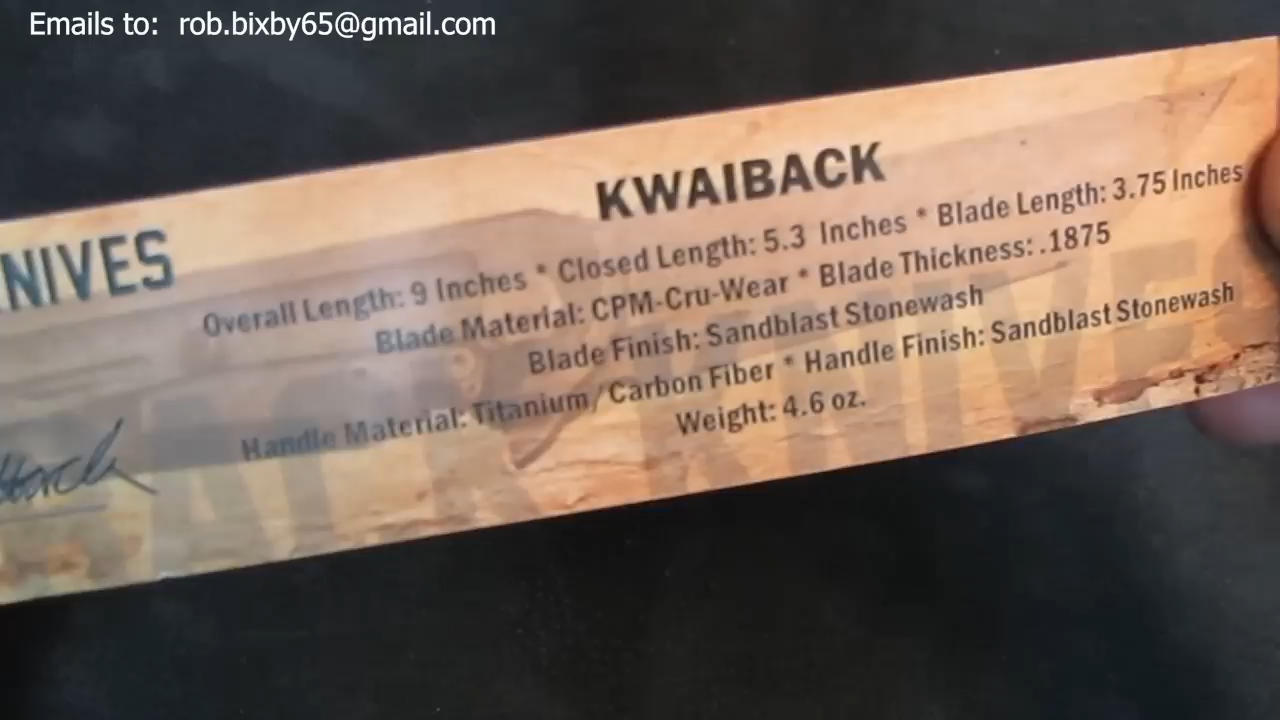 Emails to: rob.bixby65@gmail.com
KWAIBACK
NIVES
Overall Length: 9 Inches * Closed Length: 5.3 Inches * Blade Length: 3.75 Inches
Blade Material: CPM-Cru-Wear * Blade Thickness: .1875
Blade Finish: Sandblast Stonewash
Handle Material: Titanium/Carbon Fiber * Handle Finish: Sandblast Stonewash
Weight: 4.6 oz.